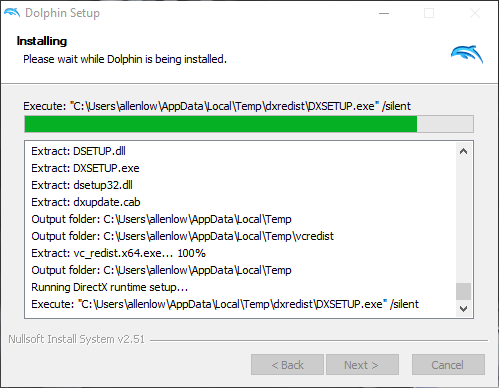 Dolphin Setup
Installing
Please wait while Dolphin is being installed.
Execute: "C:\Users\allenlow\AppData\Local\Temp\dxredist\DXSETUP.exe" /silent
Extract: DSETUP.dll
Extract: DXSETUP.exe
Extract: dsetup32.dll
Extract: dxupdate.cab
Output folder: C:\Users\allenlow\AppData\Local\Temp
Output folder: C:\Users\allenlow\AppData\Local\Temp\vcredist
Extract: vc_redist.x64.exe... 100%
Output folder: C:\Users\allenlow\AppData\Local\Temp
Running DirectX runtime setup...
Execute: "C:\Users\allenlow\AppData\Local\Temp\dxredist\DXSETUP.exe" /silent
Nullsoft Install System v2.51
< Back Next > Cancel